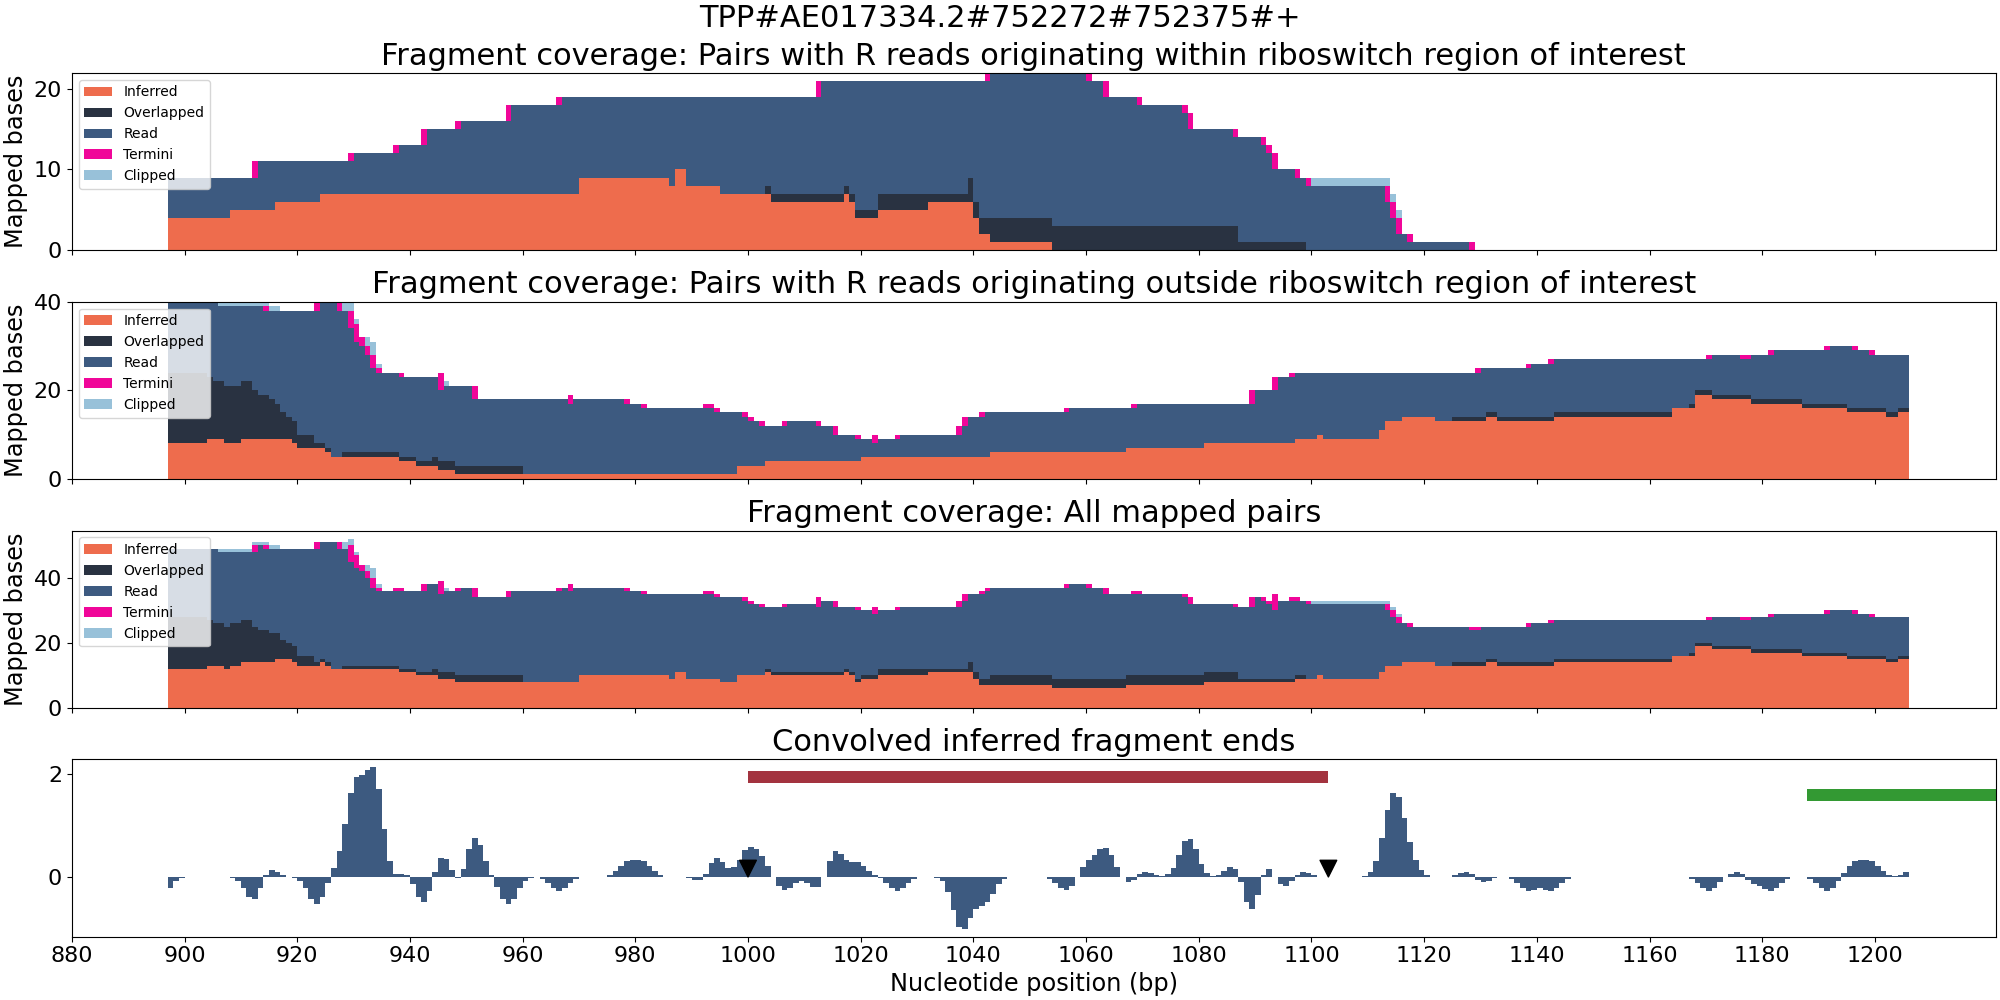 TPP#AE017334.2#752272#752375#+
Fragment coverage: Pairs with R reads originating within riboswitch region of interest
Mapped bases
20
10
0
Inferred
Overlapped
Read
Termini
Clipped
Fragment coverage: Pairs with R reads originating outside riboswitch region of interest
Mapped bases
40
20
0
Inferred
Overlapped
Read
Termini
Clipped
Fragment coverage: All mapped pairs
Mapped bases
40
20
0
Inferred
Overlapped
Read
Termini
Clipped
Convolved inferred fragment ends
2
0
880 900 920 940 960 980 1000 1020 1040 1060 1080 1100 1120 1140 1160 1180 1200
Nucleotide position (bp)